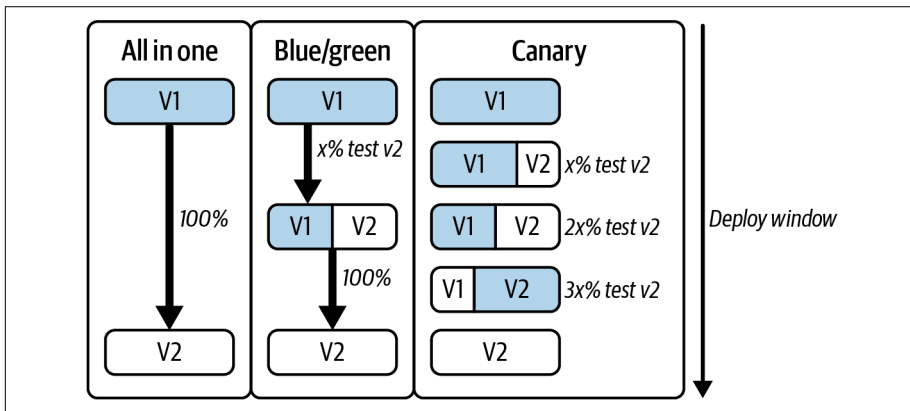 All in one
V1
100%
V2
Blue/green
V1
x% test v2
V1 V2
100%
V2
Canary
V1
V1 V2 x% test v2
V1 V2 2x% test v2
V1 V2 3x% test v2
V2
Deploy window